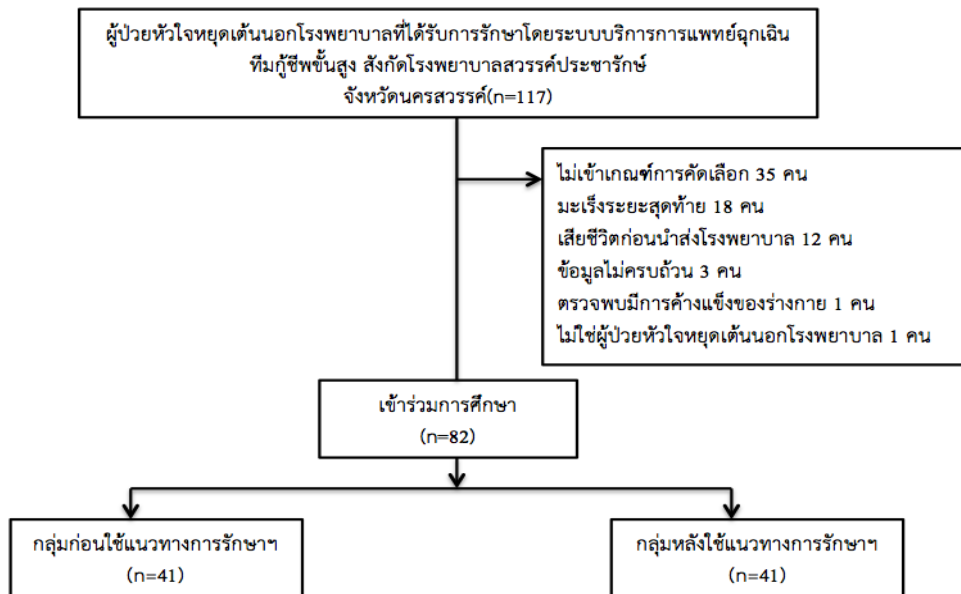 ผู้ป่วยหัวใจหยุดเต้นนอกโรงพยาบาลที่ได้รับการรักษาโดยระบบบริการการแพทย์ฉุกเฉิน
ทีมกู้ชีพขั้นสูง สังกัดโรงพยาบาลสวรรค์ประชารักษ์
จังหวัดนครสวรรค์(n=117)
ไม่เข้าเกณฑ์การคัดเลือก 35 คน
มะเร็งระยะสุดท้าย 18 คน
เสียชีวิตก่อนนำส่งโรงพยาบาล 12 คน
ข้อมูลไม่ครบถ้วน 3 คน
ตรวจพบมีการค้างแข็งของร่างกาย 1 คน
ไม่ใช่ผู้ป่วยหัวใจหยุดเต้นนอกโรงพยาบาล 1 คน
เข้าร่วมการศึกษา
(n=82)
กลุ่มก่อนใช้แนวทางการรักษาฯ
(n=41)
กลุ่มหลังใช้แนวทางการรักษาฯ
(n=41)